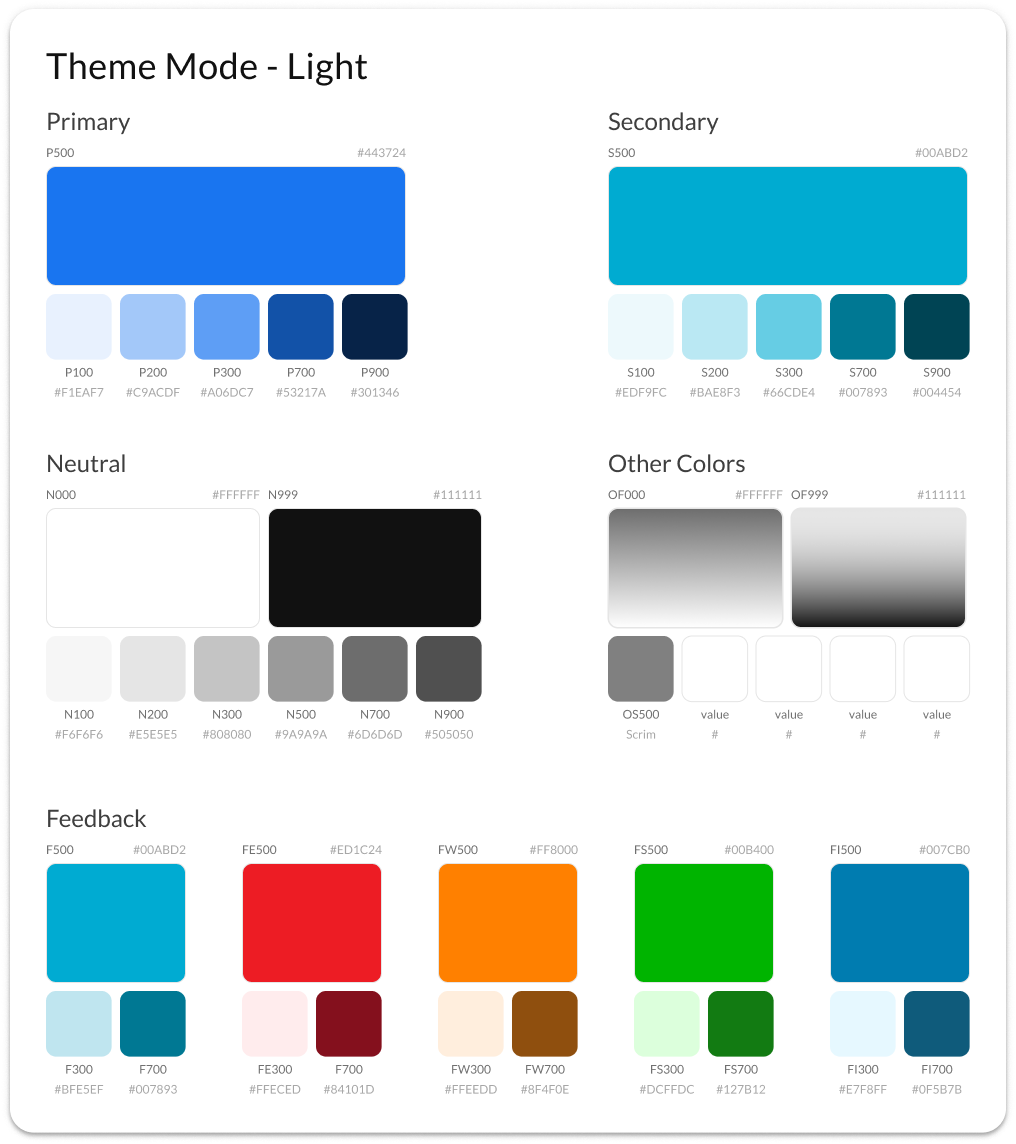 Theme Mode - Light
Primary
P500 #443724
P100 P200 P300 P700 P900
#F1EAF7 #C9ACDF #A06DC7 #53217A #301346
Secondary
S500 #00ABD2
S100 S200 S300 S700 S900
#EDF9FC #BAE8F3 #66CDE4 #007893 #004454
Neutral
N000 #FFFFFF N999 #111111
N100 N200 N300 N500 N700 N900
#F6F6F6 #E5E5E5 #808080 #9A9A9A #6D6D6D #505050
Other Colors
OF000 #FFFFFF OF999 #111111
OS500 value value value value
Scrim # # # #
Feedback
F500 #00ABD2 FE500 #ED1C24 FW500 #FF8000 FS500 #00B400 FI500 #007CB0
F300 F700 FE300 F700 FW300 FW700 FS300 FS700 FI300 FI700
#BFE5EF #007893 #FFECED #84101D #FFEEDD #8F4F0E #DCFFDC #127B12 #E7F8FF #0F5B7B